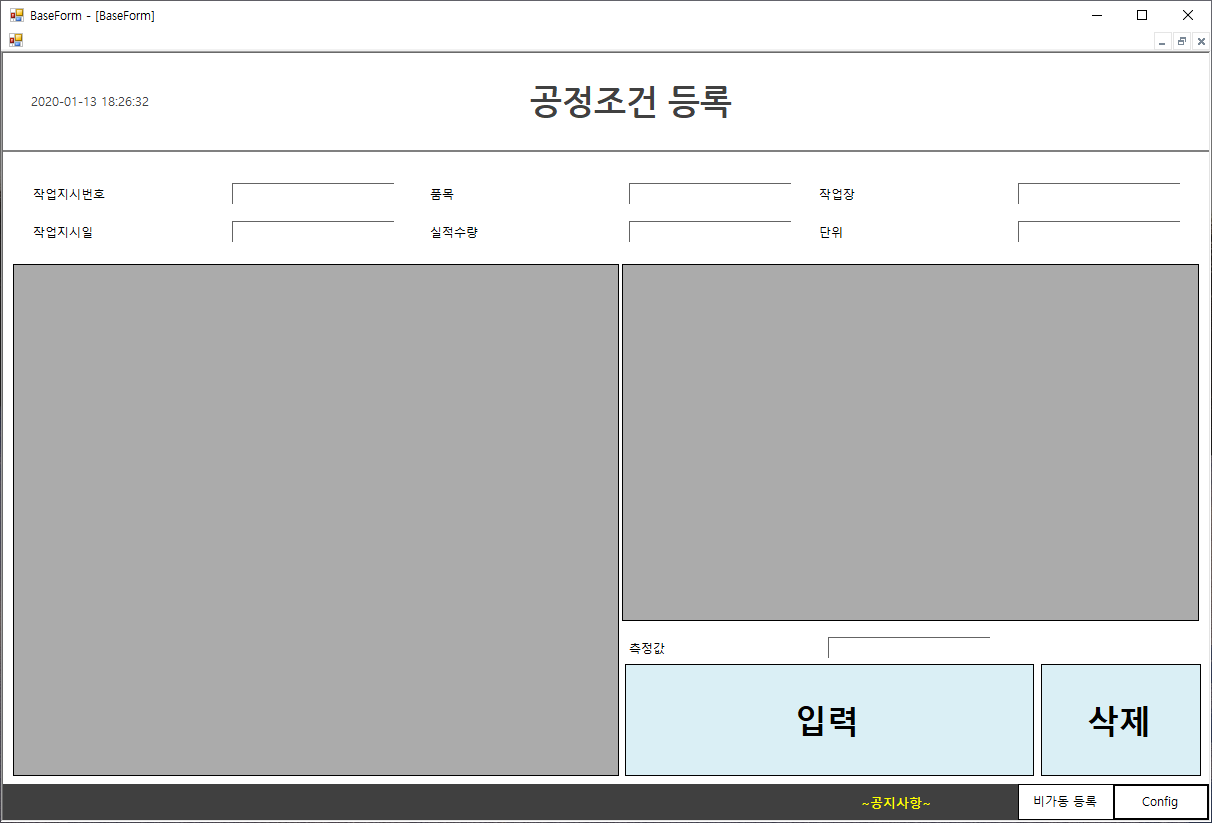 BaseForm - [BaseForm]
2020-01-13 18:26:32
공정조건 등록
작업지시번호 품목 작업장
작업지시일 실적수량 단위
측정값
입력 삭제
~공지사항~ 비가동 등록 Config